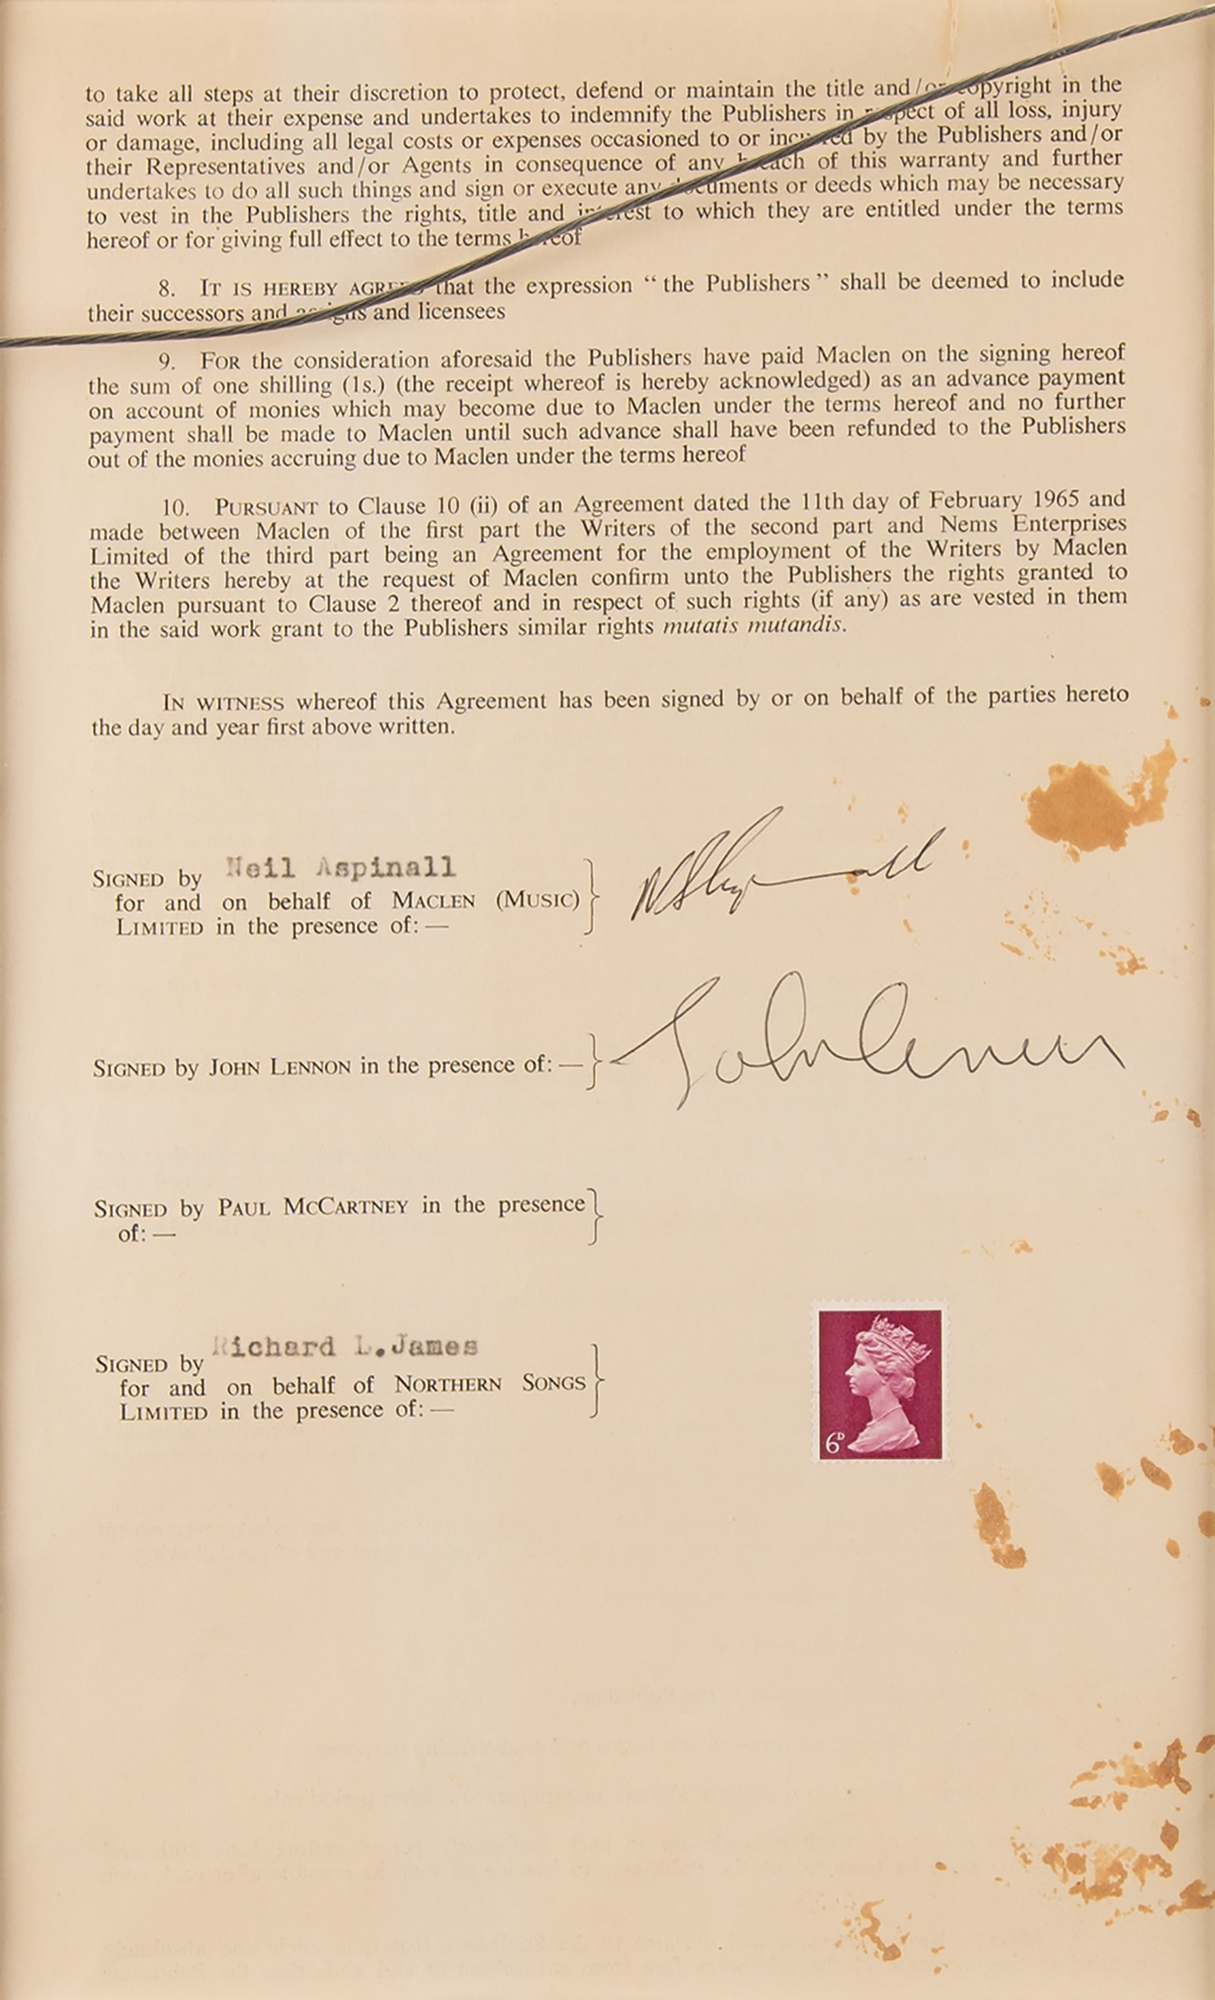 to take all steps at their discretion to protect, defend or maintain the title and/or copyright in the
said work at their expense and undertakes to indemnify the Publishers in respect of all loss, injury
or damage, including all legal costs or expenses occasioned to or incurred by the Publishers and/or
their Representatives and/or Agents in consequence of any breach of this warranty and further
undertakes to do all such things and sign or execute any documents or deeds which may be necessary
to vest in the Publishers the rights, title and interest to which they are entitled under the terms
hereof or for giving full effect to the terms hereof
8. IT IS HEREBY AGREED that the expression “ the Publishers ” shall be deemed to include
their successors and assigns and licensees
9. FOR the consideration aforesaid the Publishers have paid Maclen on the signing hereof
the sum of one shilling (1s.) (the receipt whereof is hereby acknowledged) as an advance payment
on account of monies which may become due to Maclen under the terms hereof and no further
payment shall be made to Maclen until such advance shall have been refunded to the Publishers
out of the monies accruing due to Maclen under the terms hereof
10. PURSUANT to Clause 10 (ii) of an Agreement dated the 11th day of February 1965 and
made between Maclen of the first part the Writers of the second part and Nems Enterprises
Limited of the third part being an Agreement for the employment of the Writers by Maclen
the Writers hereby at the request of Maclen confirm unto the Publishers the rights granted to
Maclen pursuant to Clause 2 thereof and in respect of such rights (if any) as are vested in them
in the said work grant to the Publishers similar rights mutatis mutandis.
IN WITNESS whereof this Agreement has been signed by or on behalf of the parties hereto
the day and year first above written.
SIGNED by Neil Aspinall
for and on behalf of MACLEN (MUSIC)
LIMITED in the presence of: —
N S Aspinall
SIGNED by JOHN LENNON in the presence of: —
John Lennon
SIGNED by PAUL MCCARTNEY in the presence
of: —
SIGNED by Richard L.James
for and on behalf of NORTHERN SONGS
LIMITED in the presence of: —
6D